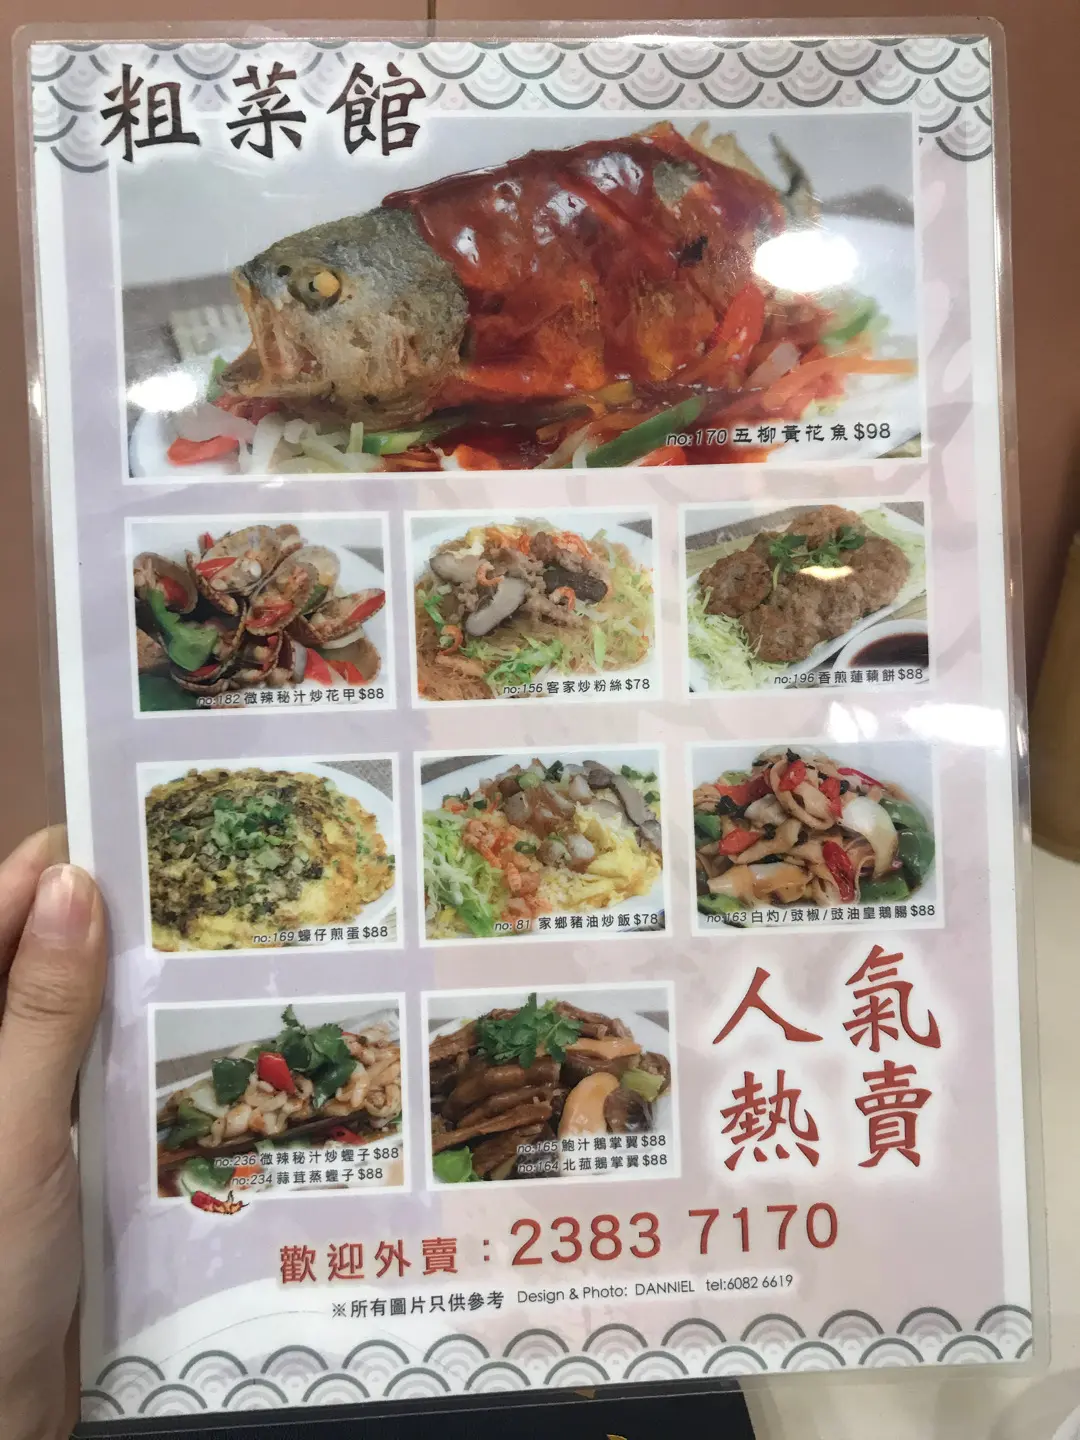 粗菜館
no:170 五柳黃花魚$98
no:182 微辣秘汁炒花甲$88
no:156 客家炒粉絲$78
no:196 香煎蓮藕餅$88
no:169 蠔仔煎蛋$88
no: 81 家鄉豬油炒飯$78
no:163 白灼/豉椒/豉油皇鵝腸$88
no:236 微辣秘汁炒蟶子$88
no:234 蒜茸蒸蟶子$88
no:165 鮑汁鵝掌翼$88
no:164 北菰鵝掌翼$88
人氣
熱賣
歡迎外賣：2383 7170
※所有圖片只供參考 Design & Photo: DANNIEL tel:6082 6619